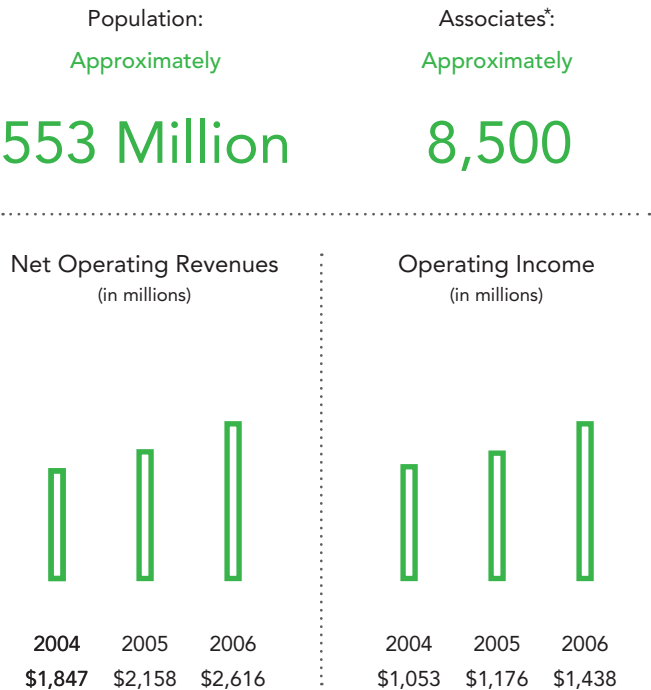 Population:
Approximately
553 Million
Associates*:
Approximately
8,500
Net Operating Revenues
(in millions)
2004 2005 2006
$1,847 $2,158 $2,616
Operating Income
(in millions)
2004 2005 2006
$1,053 $1,176 $1,438